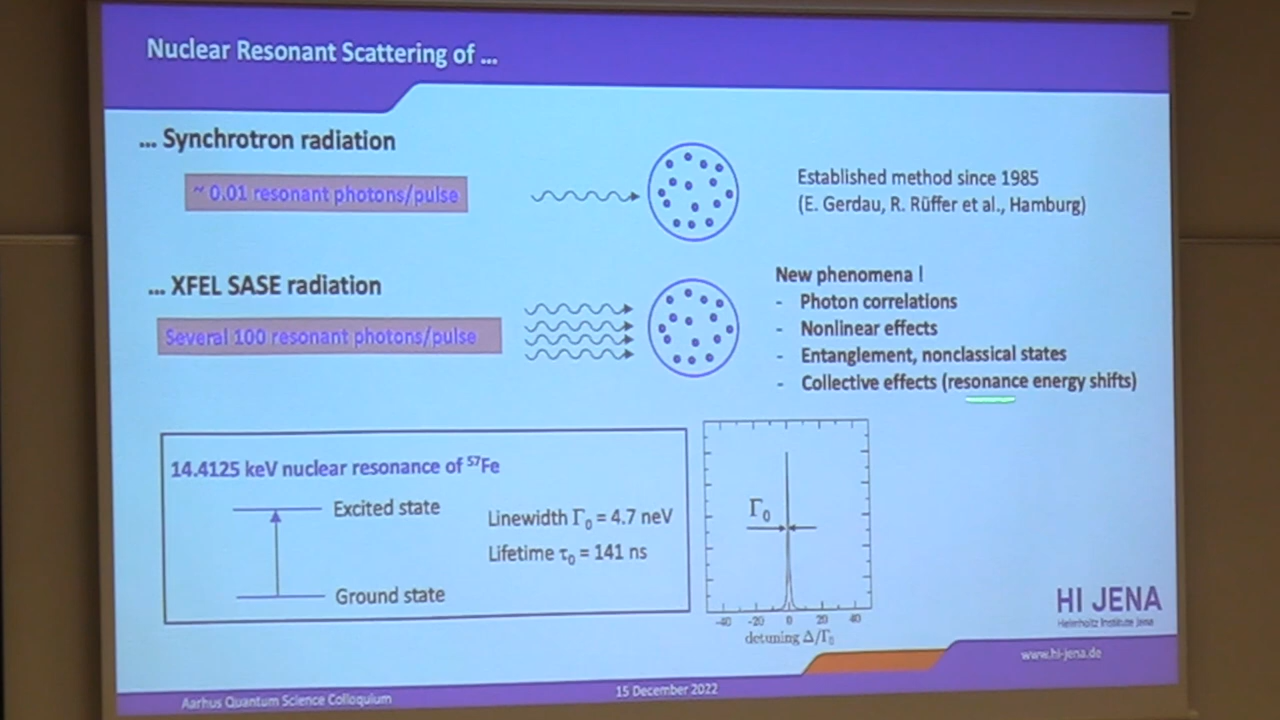 Nuclear Resonant Scattering of ...
... Synchrotron radiation
~ 0.01 resonant photons/pulse
Established method since 1985
(E. Gerdau, R. Rüffer et al., Hamburg)
... XFEL SASE radiation
Several 100 resonant photons/pulse
New phenomena !
- Photon correlations
- Nonlinear effects
- Entanglement, nonclassical states
- Collective effects (resonance energy shifts)
14.4125 keV nuclear resonance of ⁵⁷Fe
Excited state
Linewidth Γ₀ = 4.7 neV
Lifetime τ₀ = 141 ns
Ground state
Γ₀
-40 -20 0 20 40
detuning Δ/Γ₀
HI JENA
Helmholtz Institute Jena
www.hi-jena.de
Aarhus Quantum Science Colloquium
15 December 2022